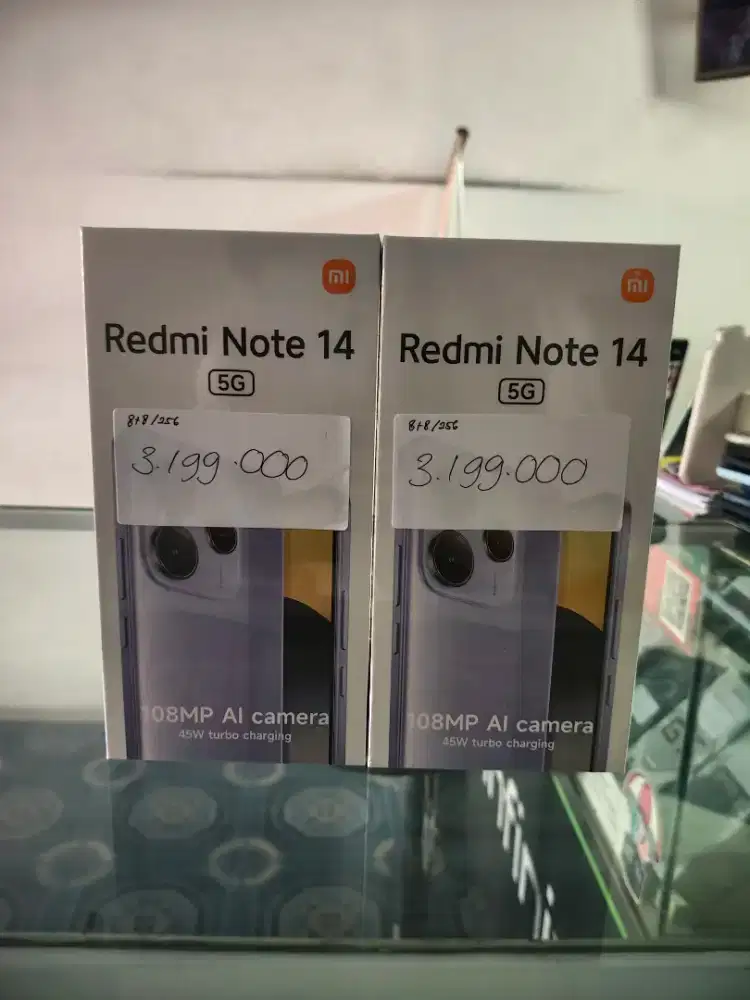 mi
Redmi Note 14
5G
8+8/256
3.199.000
108MP AI camera
45W turbo charging
mi
Redmi Note 14
5G
8+8/256
3.199.000
108MP AI camera
45W turbo charging